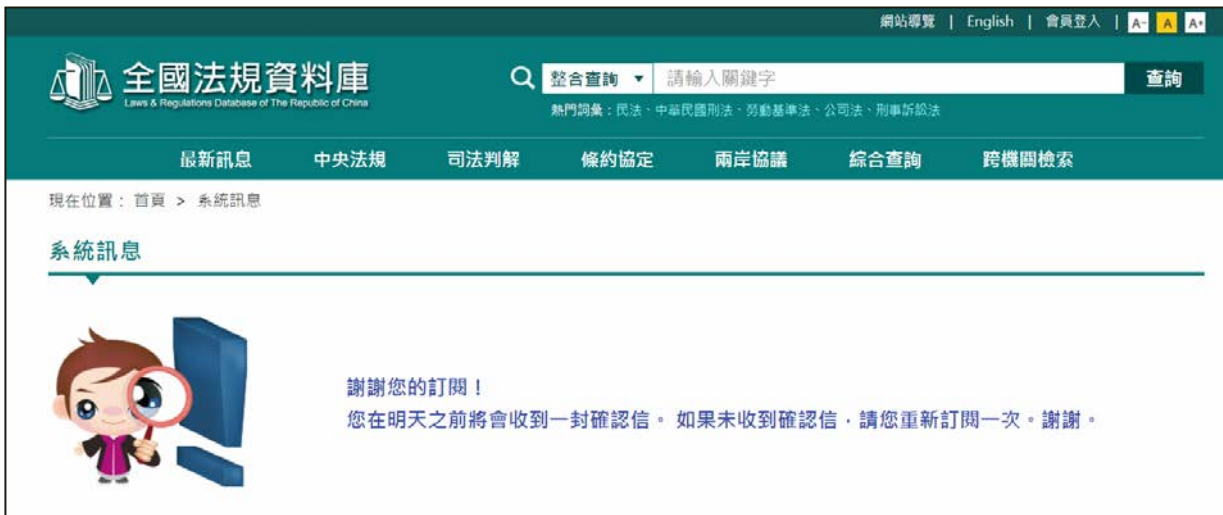 網站導覽 | English | 會員登入 | A- A A+
全國法規資料庫
Laws & Regulations Database of The Republic of China
整合查詢 ▼ 請輸入關鍵字 查詢
熱門詞彙：民法、中華民國刑法、勞動基準法、公司法、刑事訴訟法
最新訊息 中央法規 司法判解 條約協定 兩岸協議 綜合查詢 跨機關檢索
現在位置： 首頁 > 系統訊息
系統訊息
謝謝您的訂閱！
您在明天之前將會收到一封確認信。 如果未收到確認信，請您重新訂閱一次。謝謝。